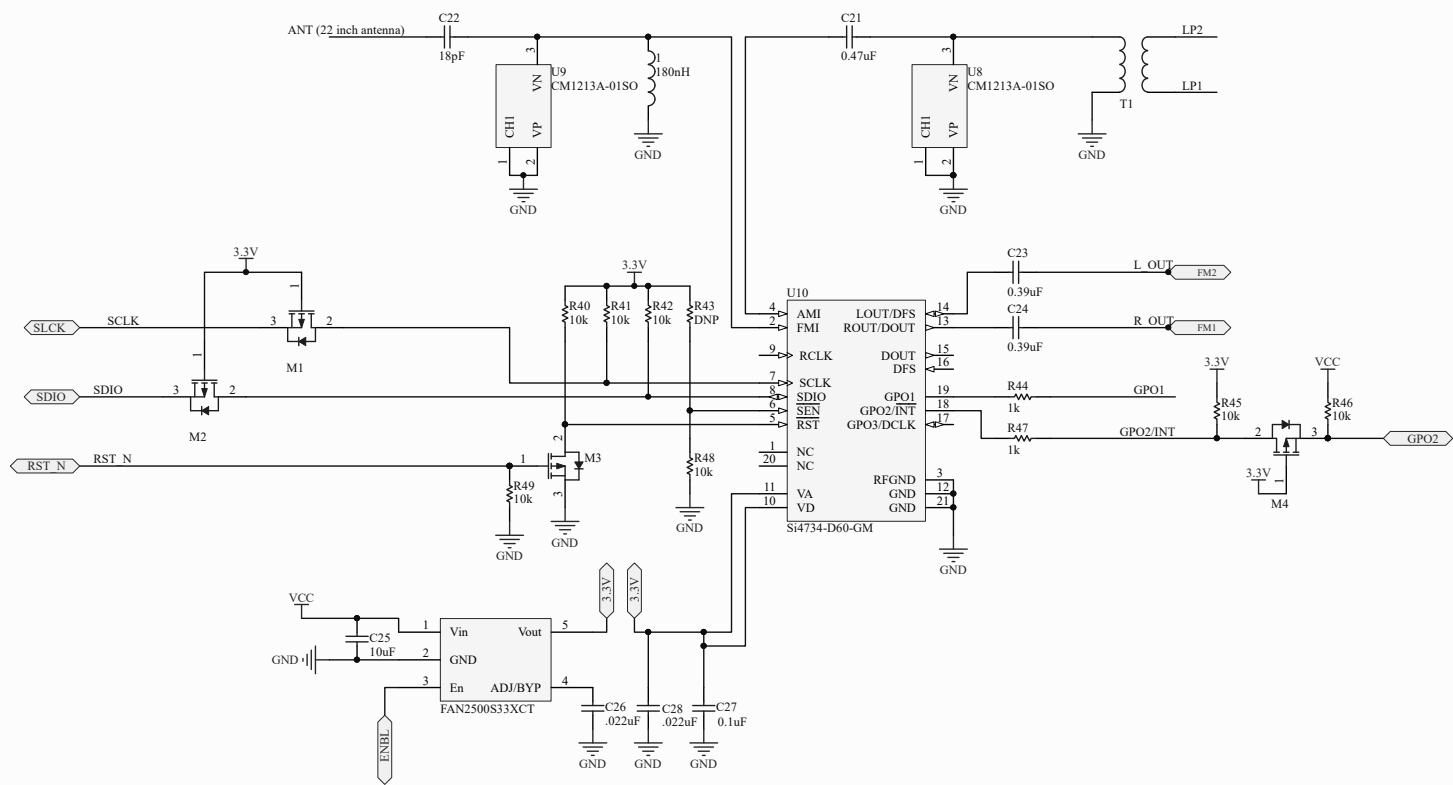 ANT (22 inch antenna)
C22
18pF
3
U9
CM1213A-01SO
VN
CH1
VP
1
2
GND
1
180nH
GND
C21
0.47uF
3
U8
CM1213A-01SO
VN
CH1
VP
1
2
GND
GND
T1
LP2
LP1
3.3V
1
SLCK
SCLK
3
2
M1
1
SDIO
SDIO
3
2
M2
RST_N
RST_N
1
R49
10k
GND
2
M3
3
GND
3.3V
R40
10k
R41
10k
R42
10k
R43
DNP
R48
10k
GND
U10
4
AMI
2
FMI
9
RCLK
7
SCLK
8
SDIO
6
SEN
5
RST
1
NC
20
NC
11
VA
10
VD
LOUT/DFS
14
ROUT/DOUT
13
DOUT
15
DFS
16
GPO1
19
GPO2/INT
18
GPO3/DCLK
17
RFGND
3
GND
12
GND
21
Si4734-D60-GM
GND
C23
0.39uF
L_OUT
FM2
C24
0.39uF
R_OUT
FM1
R44
1k
GPO1
R47
1k
GPO2/INT
3.3V
R45
10k
VCC
R46
10k
2
3
3.3V
1
M4
GPO2
VCC
C25
10uF
GND
1
Vin
2
GND
3
En
Vout
5
ADJ/BYP
4
FAN2500S33XCT
ENBL
3.3V
3.3V
C26
.022uF
GND
C28
.022uF
GND
C27
0.1uF
GND